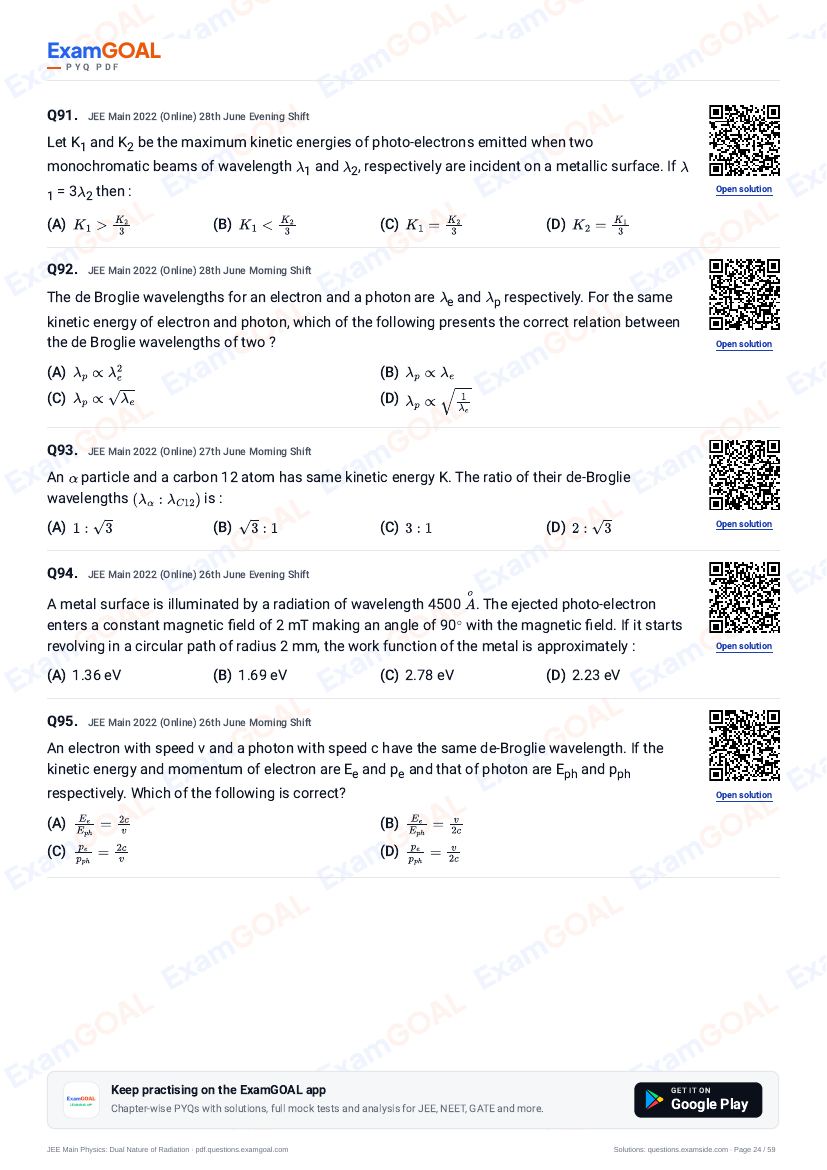 ExamGOAL
PYQ PDF
Q91. JEE Main 2022 (Online) 28th June Evening Shift
Let K₁ and K₂ be the maximum kinetic energies of photo-electrons emitted when two
monochromatic beams of wavelength λ₁ and λ₂, respectively are incident on a metallic surface. If λ
₁ = 3λ₂ then :
Open solution
(A) K₁ > K₂/3 (B) K₁ < K₂/3 (C) K₁ = K₂/3 (D) K₂ = K₁/3
Q92. JEE Main 2022 (Online) 28th June Morning Shift
The de Broglie wavelengths for an electron and a photon are λₑ and λₚ respectively. For the same
kinetic energy of electron and photon, which of the following presents the correct relation between
the de Broglie wavelengths of two ?
Open solution
(A) λₚ ∝ λₑ² (B) λₚ ∝ λₑ
(C) λₚ ∝ √λₑ (D) λₚ ∝ √(1/λₑ)
Q93. JEE Main 2022 (Online) 27th June Morning Shift
An α particle and a carbon 12 atom has same kinetic energy K. The ratio of their de-Broglie
wavelengths (λ_α : λ_C12) is :
Open solution
(A) 1 : √3 (B) √3 : 1 (C) 3 : 1 (D) 2 : √3
Q94. JEE Main 2022 (Online) 26th June Evening Shift
A metal surface is illuminated by a radiation of wavelength 4500 Å. The ejected photo-electron
enters a constant magnetic field of 2 mT making an angle of 90° with the magnetic field. If it starts
revolving in a circular path of radius 2 mm, the work function of the metal is approximately :
Open solution
(A) 1.36 eV (B) 1.69 eV (C) 2.78 eV (D) 2.23 eV
Q95. JEE Main 2022 (Online) 26th June Morning Shift
An electron with speed v and a photon with speed c have the same de-Broglie wavelength. If the
kinetic energy and momentum of electron are Eₑ and pₑ and that of photon are E_ph and p_ph
respectively. Which of the following is correct?
Open solution
(A) Eₑ/E_ph = 2c/v (B) Eₑ/E_ph = v/2c
(C) pₑ/p_ph = 2c/v (D) pₑ/p_ph = v/2c
Keep practising on the ExamGOAL app
Chapter-wise PYQs with solutions, full mock tests and analysis for JEE, NEET, GATE and more.
GET IT ON
Google Play
JEE Main Physics: Dual Nature of Radiation · pdf.questions.examgoal.com
Solutions: questions.examside.com · Page 24 / 59